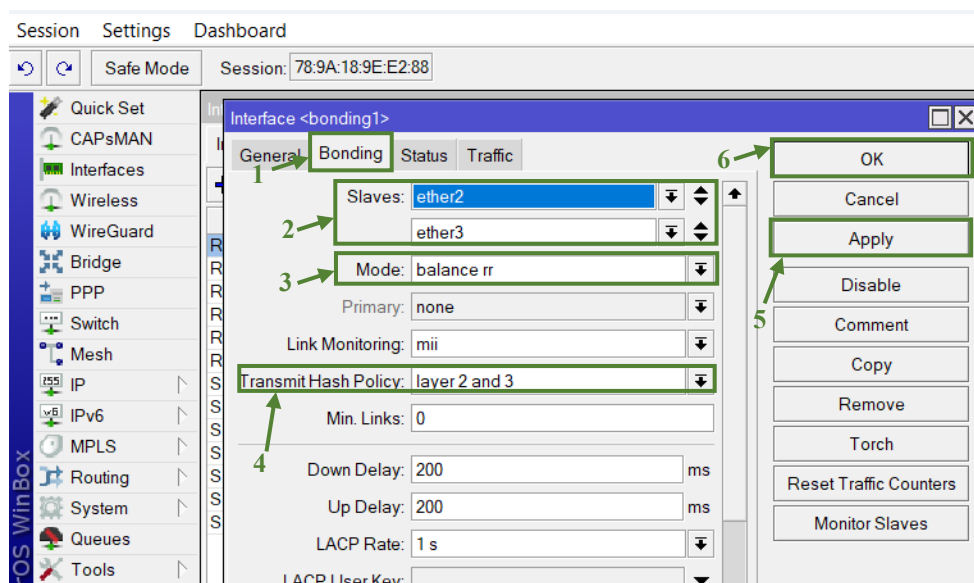 Session Settings Dashboard
Safe Mode Session: 78:9A:18:9E:E2:88
Quick Set
CAPsMAN
Interfaces
Wireless
WireGuard
Bridge
PPP
Switch
Mesh
IP
IPv6
MPLS
Routing
System
Queues
Tools
WinBox
Interface <bonding1>
General Bonding Status Traffic
1
Slaves: ether2
ether3
2
Mode: balance rr
3
Primary: none
Link Monitoring: mii
Transmit Hash Policy: layer 2 and 3
4
Min. Links: 0
Down Delay: 200 ms
Up Delay: 200 ms
LACP Rate: 1 s
LACP User Key:
6
OK
Cancel
Apply
5
Disable
Comment
Copy
Remove
Torch
Reset Traffic Counters
Monitor Slaves